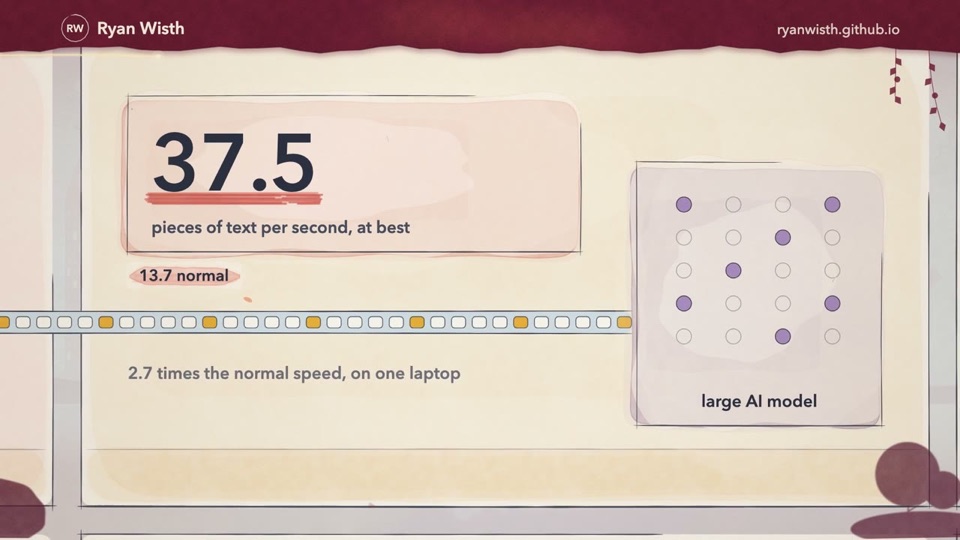 RW Ryan Wisth
ryanwisth.github.io
37.5
pieces of text per second, at best
13.7 normal
2.7 times the normal speed, on one laptop
large AI model